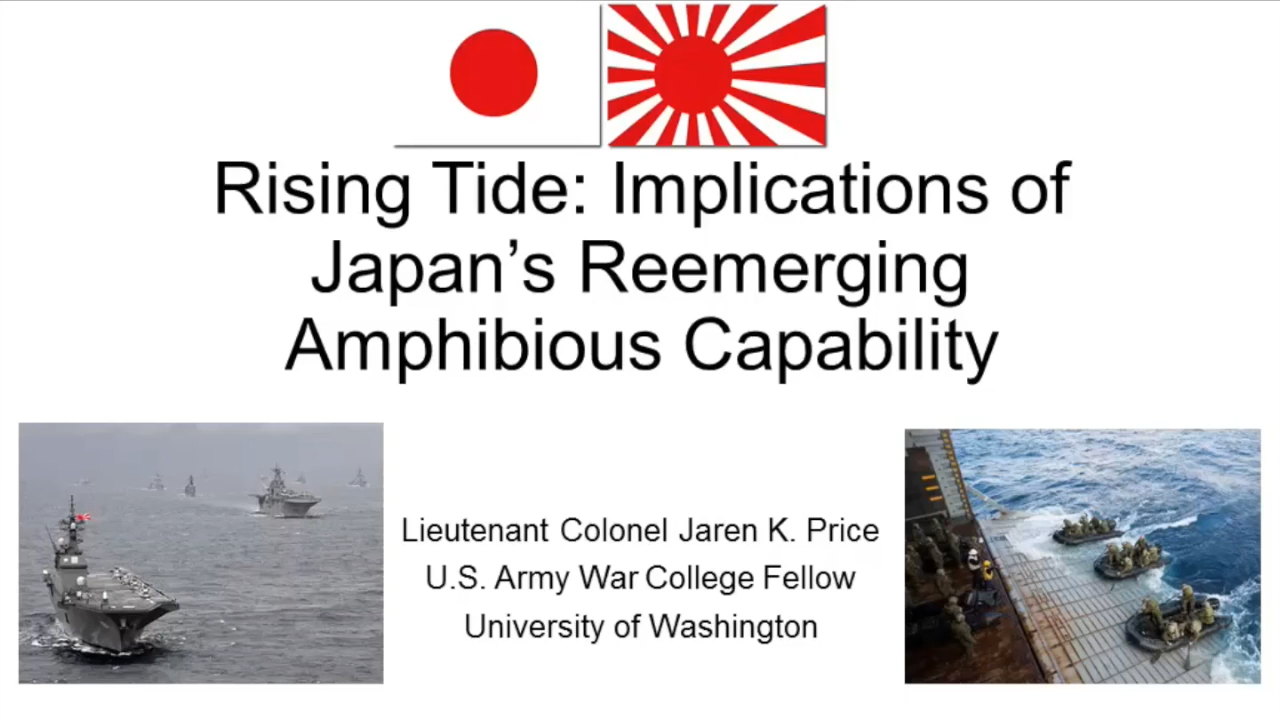 Rising Tide: Implications of
Japan’s Reemerging
Amphibious Capability
Lieutenant Colonel Jaren K. Price
U.S. Army War College Fellow
University of Washington